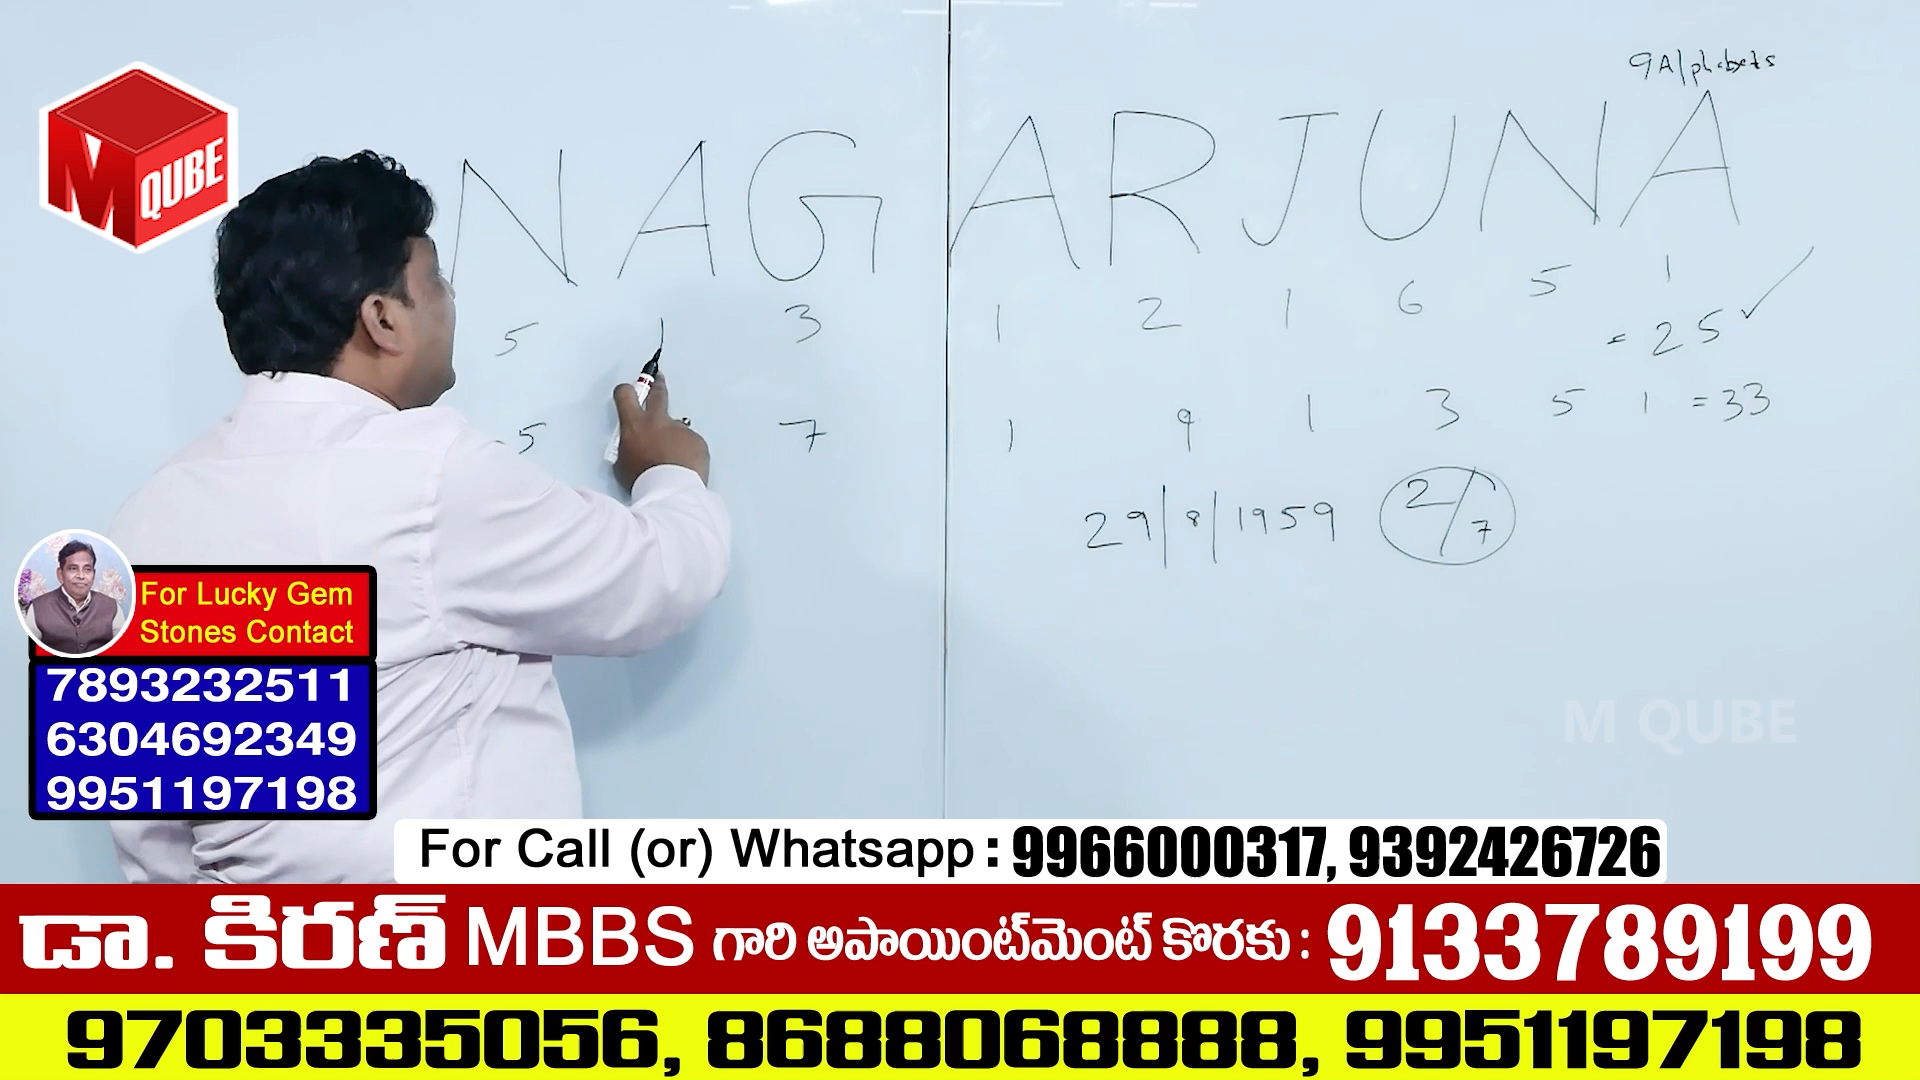 9 Alphabets
NAGARJUNA
5 1 3 1 2 1 6 5 1
= 25 ✓
5 7 1 9 1 3 5 1 = 33
29/8/1959 2/7
M QUBE
For Lucky Gem
Stones Contact
7893232511
6304692349
9951197198
M QUBE
For Call (or) Whatsapp : 9966000317, 9392426726
డా. కిరణ్ MBBS గారి అపాయింట్‌మెంట్ కొరకు : 9133789199
9703335056, 8688068888, 9951197198